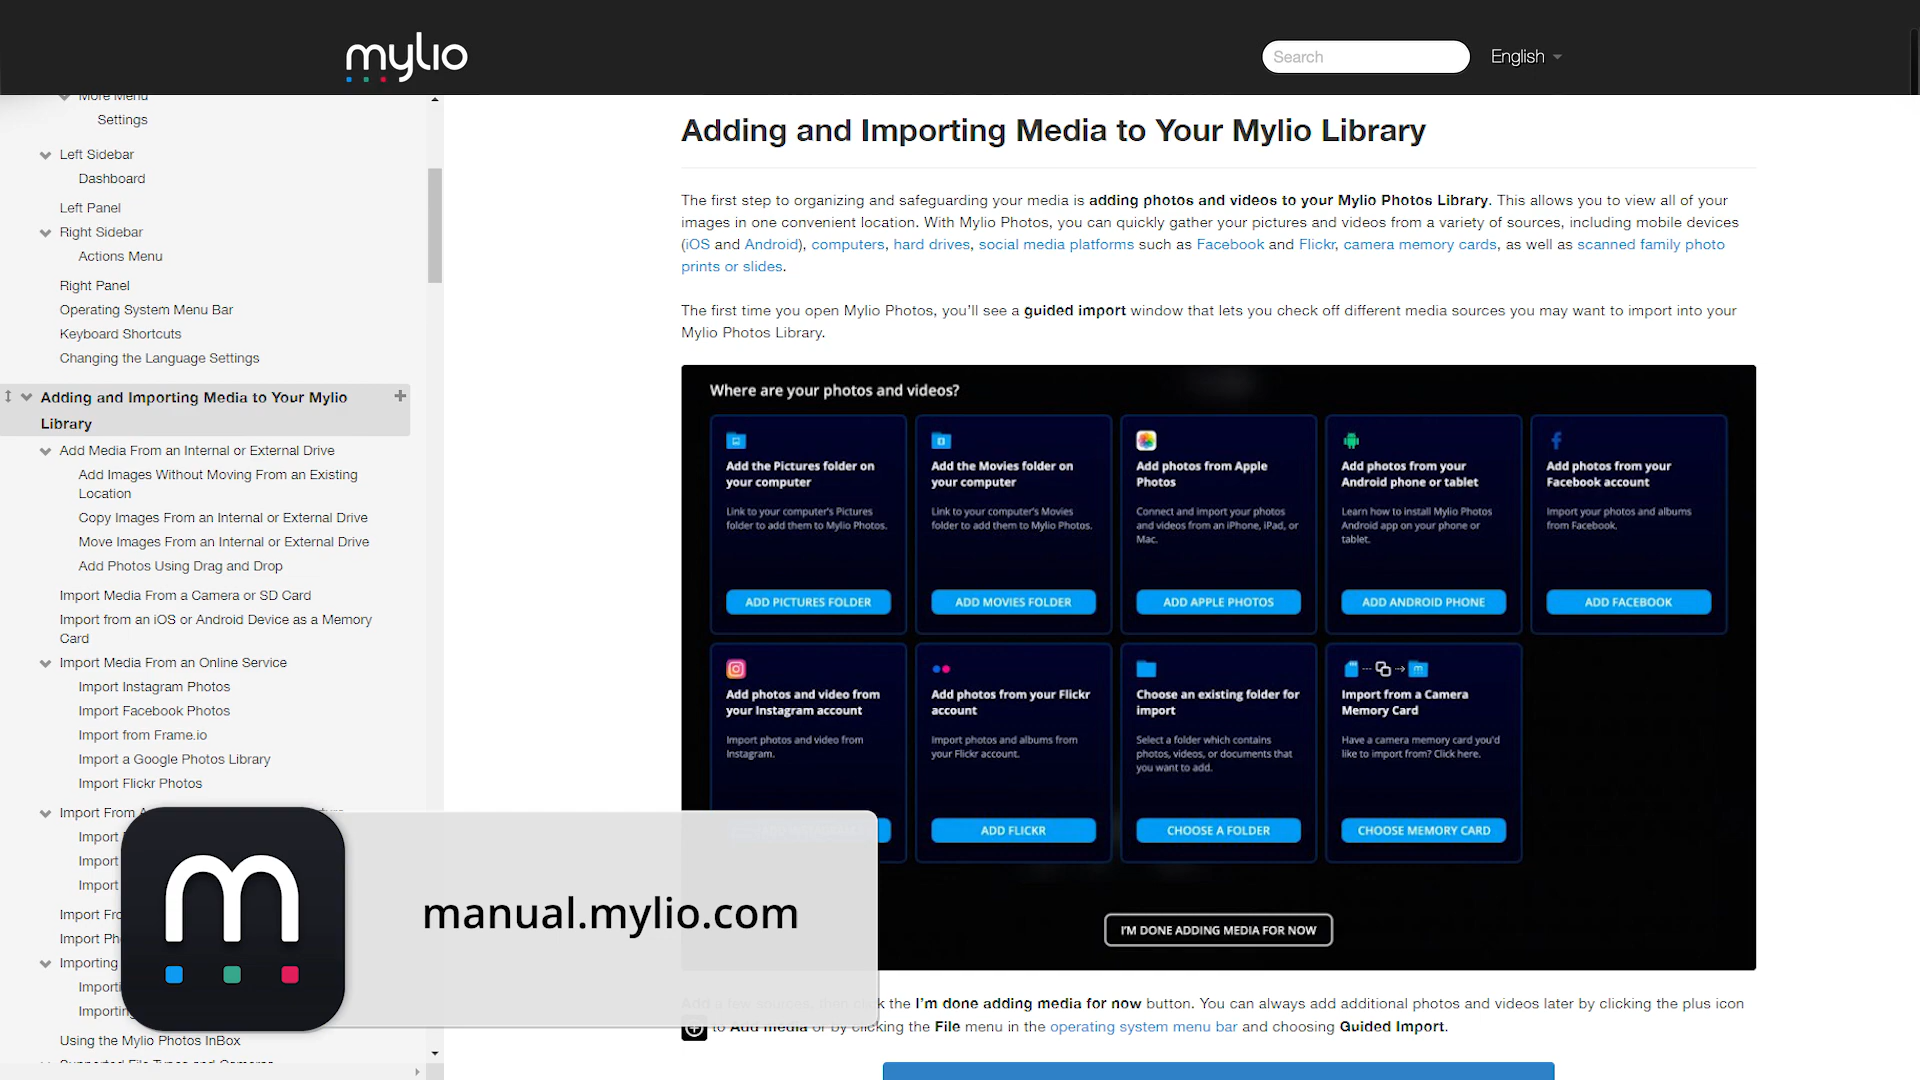 mylio
Search
English
More Menu
Settings
Left Sidebar
Dashboard
Left Panel
Right Sidebar
Actions Menu
Right Panel
Operating System Menu Bar
Keyboard Shortcuts
Changing the Language Settings
Adding and Importing Media to Your Mylio
Library
Add Media From an Internal or External Drive
Add Images Without Moving From an Existing
Location
Copy Images From an Internal or External Drive
Move Images From an Internal or External Drive
Add Photos Using Drag and Drop
Import Media From a Camera or SD Card
Import from an iOS or Android Device as a Memory
Card
Import Media From an Online Service
Import Instagram Photos
Import Facebook Photos
Import from Frame.io
Import a Google Photos Library
Import Flickr Photos
Import From
Import
Import
Import
Import
Import
Importing
Using the Mylio Photos InBox
Supported File Types and Cameras
Adding and Importing Media to Your Mylio Library
The first step to organizing and safeguarding your media is adding photos and videos to your Mylio Photos Library. This allows you to view all of your
images in one convenient location. With Mylio Photos, you can quickly gather your pictures and videos from a variety of sources, including mobile devices
(iOS and Android), computers, hard drives, social media platforms such as Facebook and Flickr, camera memory cards, as well as scanned family photo
prints or slides.
The first time you open Mylio Photos, you'll see a guided import window that lets you check off different media sources you may want to import into your
Mylio Photos Library.
Where are your photos and videos?
Add the Pictures folder on
your computer
Link to your computer's Pictures
folder to add them to Mylio Photos.
ADD PICTURES FOLDER
Add the Movies folder on
your computer
Link to your computer's Movies
folder to add them to Mylio Photos.
ADD MOVIES FOLDER
Add photos from Apple
Photos
Connect and import your photos
and videos from an iPhone, iPad, or
Mac.
ADD APPLE PHOTOS
Add photos from your
Android phone or tablet
Learn how to install Mylio Photos
Android app on your phone or
tablet.
ADD ANDROID PHONE
Add photos from your
Facebook account
Import your photos and albums
from Facebook.
ADD FACEBOOK
Add photos and video from
your Instagram account
Import photos and video from
Instagram.
Add photos from your Flickr
account
Import photos and albums from
your Flickr account.
ADD FLICKR
Choose an existing folder for
import
Select a folder which contains
photos, videos, or documents that
you want to add.
CHOOSE A FOLDER
Import from a Camera
Memory Card
Have a camera memory card you'd
like to import from? Click here.
CHOOSE MEMORY CARD
I'M DONE ADDING MEDIA FOR NOW
the I'm done adding media for now button. You can always add additional photos and videos later by clicking the plus icon
to Add media or by clicking the File menu in the operating system menu bar and choosing Guided Import.
m
manual.mylio.com